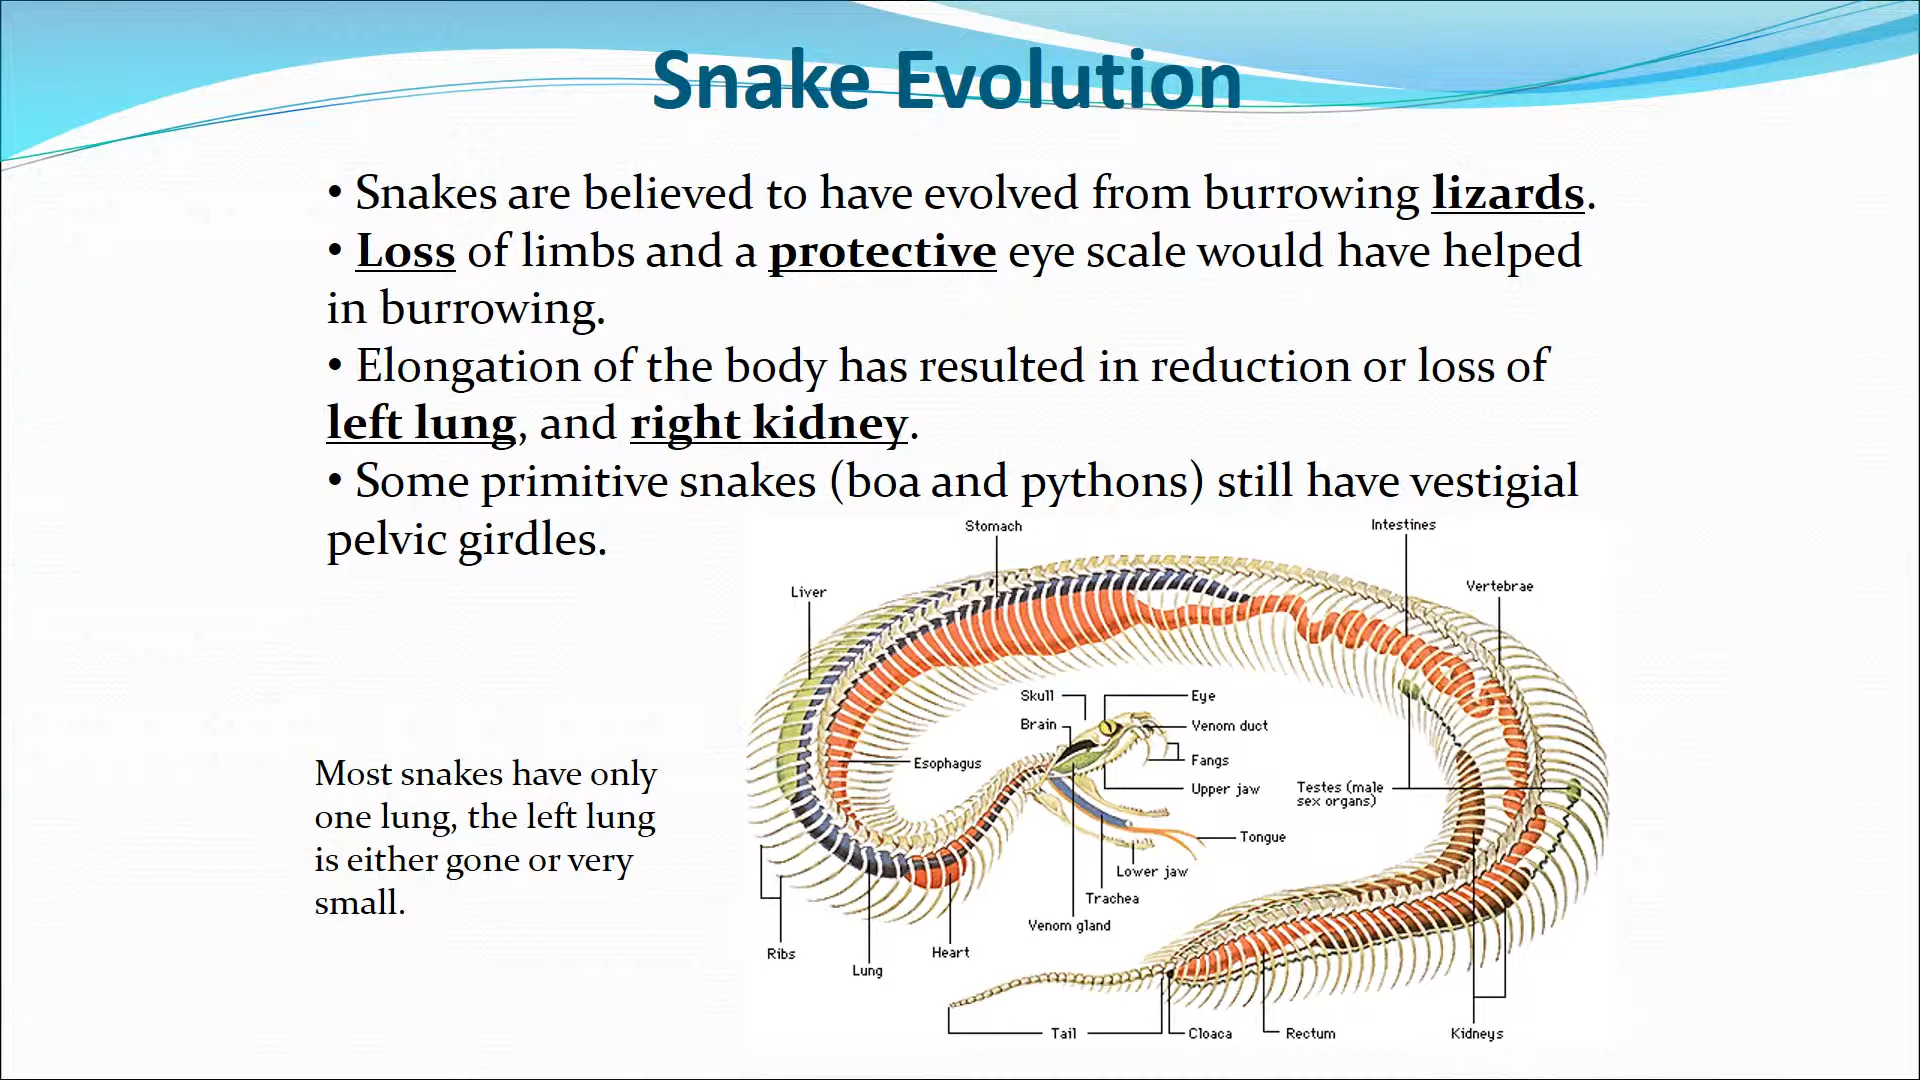 Snake Evolution
• Snakes are believed to have evolved from burrowing lizards.
• Loss of limbs and a protective eye scale would have helped
in burrowing.
• Elongation of the body has resulted in reduction or loss of
left lung, and right kidney.
• Some primitive snakes (boa and pythons) still have vestigial
pelvic girdles.
Most snakes have only
one lung, the left lung
is either gone or very
small.
Stomach
Intestines
Liver
Vertebrae
Skull
Eye
Brain
Venom duct
Esophagus
Fangs
Upper jaw
Testes (male
sex organs)
Tongue
Lower jaw
Trachea
Venom gland
Ribs
Heart
Lung
Tail
Cloaca
Rectum
Kidneys